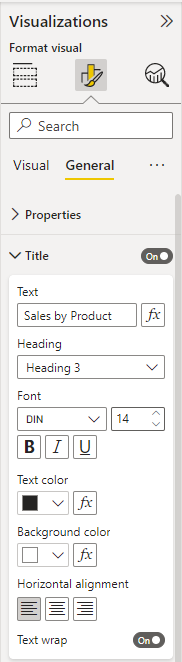 Visualizations
Format visual
Search
Visual General ...
Properties
Title On
Text
Sales by Product fx
Heading
Heading 3
Font
DIN 14
B I U
Text color
fx
Background color
fx
Horizontal alignment
Text wrap On